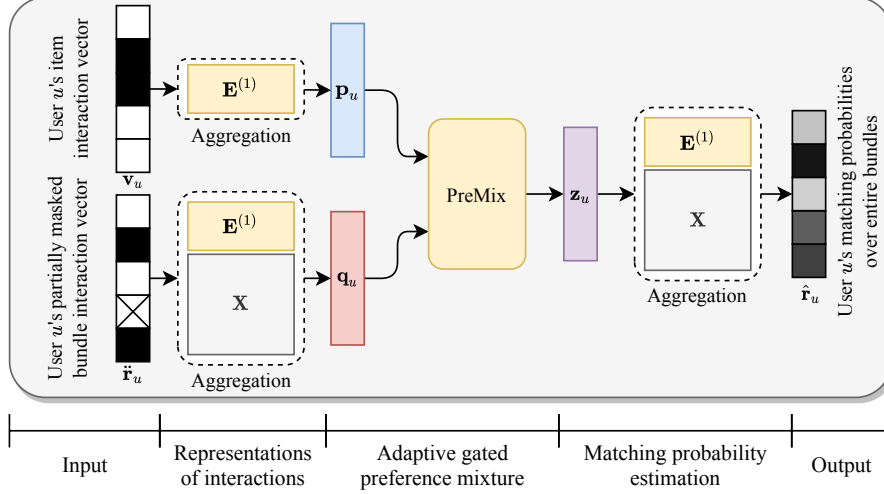 User u's item
interaction vector
v_u
E^(1)
Aggregation
p_u
User u's partially masked
bundle interaction vector
r̈_u
E^(1)
X
Aggregation
q_u
PreMix
z_u
E^(1)
X
Aggregation
r̂_u
User u's matching probabilities
over entire bundles
Input
Representations
of interactions
Adaptive gated
preference mixture
Matching probability
estimation
Output